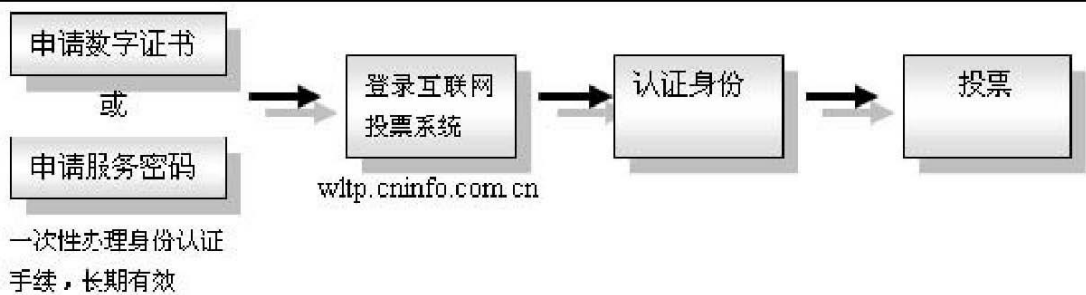 申请数字证书
或
申请服务密码
一次性办理身份认证
手续，长期有效
登录互联网
投票系统
wltp.cninfo.com.cn
认证身份
投票